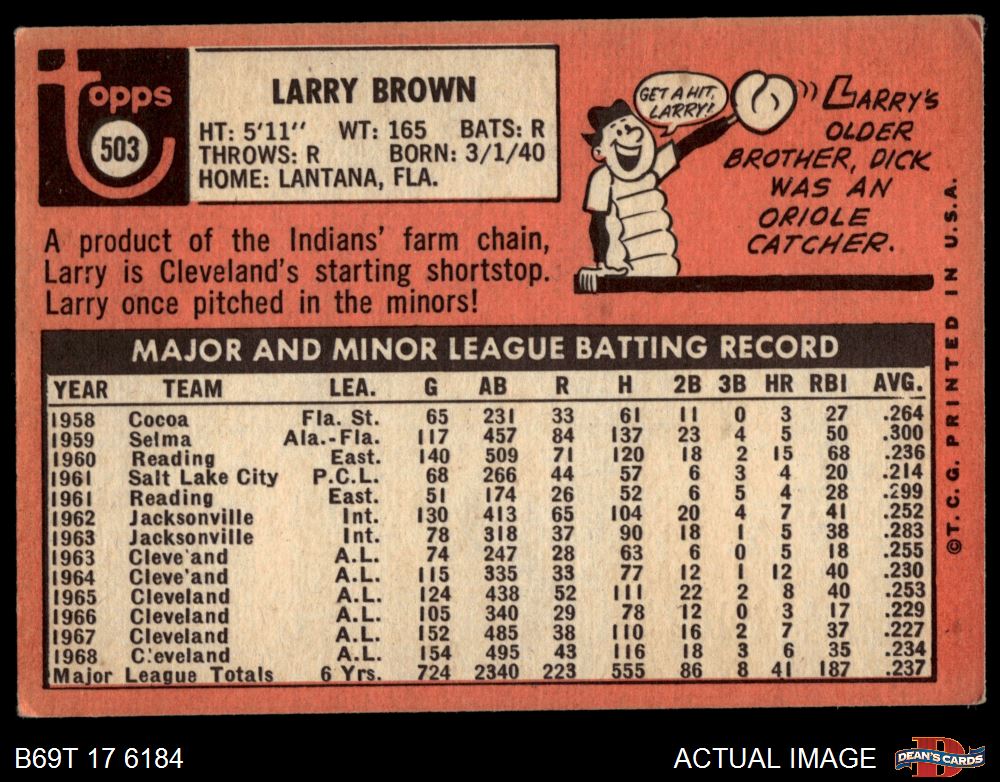 Topps
503
LARRY BROWN
HT: 5'11" WT: 165 BATS: R
THROWS: R BORN: 3/1/40
HOME: LANTANA, FLA.
GET A HIT,
LARRY!
LARRY'S
OLDER
BROTHER, DICK
WAS AN
ORIOLE
CATCHER.
A product of the Indians' farm chain,
Larry is Cleveland's starting shortstop.
Larry once pitched in the minors!
MAJOR AND MINOR LEAGUE BATTING RECORD
YEAR TEAM LEA. G AB R H 2B 3B HR RBI AVG.
1958 Cocoa Fla. St. 65 231 33 61 11 0 3 27 .264
1959 Selma Ala.-Fla. 117 457 84 137 23 4 5 50 .300
1960 Reading East. 140 509 71 120 18 2 15 68 .236
1961 Salt Lake City P.C.L. 68 266 44 57 6 3 4 20 .214
1961 Reading East. 51 174 26 52 6 5 4 28 .299
1962 Jacksonville Int. 130 413 65 104 20 4 7 41 .252
1963 Jacksonville Int. 78 318 37 90 18 1 5 38 .283
1963 Cleve'and A.L. 74 247 28 63 6 0 5 18 .255
1964 Cleve'and A.L. 115 335 33 77 12 1 12 40 .230
1965 Cleveland A.L. 124 438 52 111 22 2 8 40 .253
1966 Cleveland A.L. 105 340 29 78 12 0 3 17 .229
1967 Cleveland A.L. 152 485 38 110 16 2 7 37 .227
1968 C:eveland A.L. 154 495 43 116 18 3 6 35 .234
Major League Totals 6 Yrs. 724 2340 223 555 86 8 41 187 .237
©T.C.G. PRINTED IN U.S.A.
B69T 17 6184
ACTUAL IMAGE
D
DEAN'S CARDS